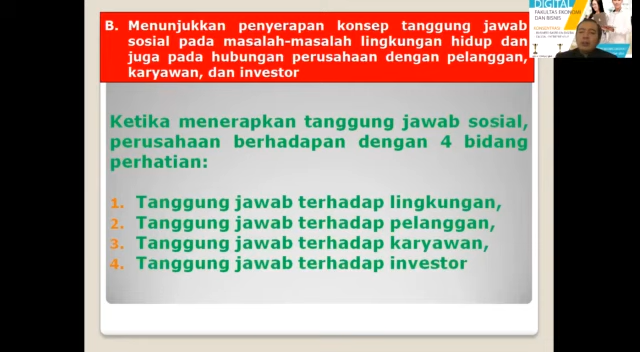 B. Menunjukkan penyerapan konsep tanggung jawab
sosial pada masalah-masalah lingkungan hidup dan
juga pada hubungan perusahaan dengan pelanggan,
karyawan, dan investor
Ketika menerapkan tanggung jawab sosial,
perusahaan berhadapan dengan 4 bidang
perhatian:
1. Tanggung jawab terhadap lingkungan,
2. Tanggung jawab terhadap pelanggan,
3. Tanggung jawab terhadap karyawan,
4. Tanggung jawab terhadap investor
DIGITAL
FAKULTAS EKONOMI
DAN BISNIS